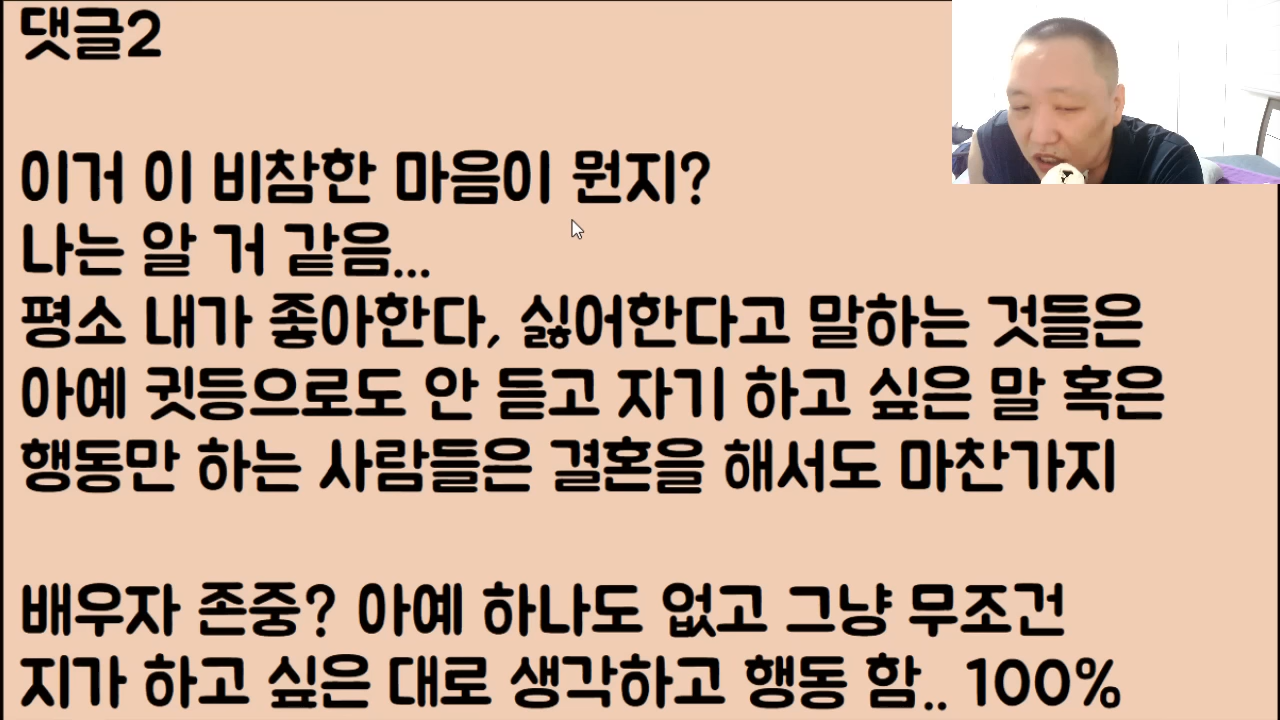 댓글2
이거 이 비참한 마음이 뭔지?
나는 알 거 같음...
평소 내가 좋아한다, 싫어한다고 말하는 것들은
아예 귓등으로도 안 듣고 자기 하고 싶은 말 혹은
행동만 하는 사람들은 결혼을 해서도 마찬가지
배우자 존중? 아예 하나도 없고 그냥 무조건
지가 하고 싶은 대로 생각하고 행동 함.. 100%